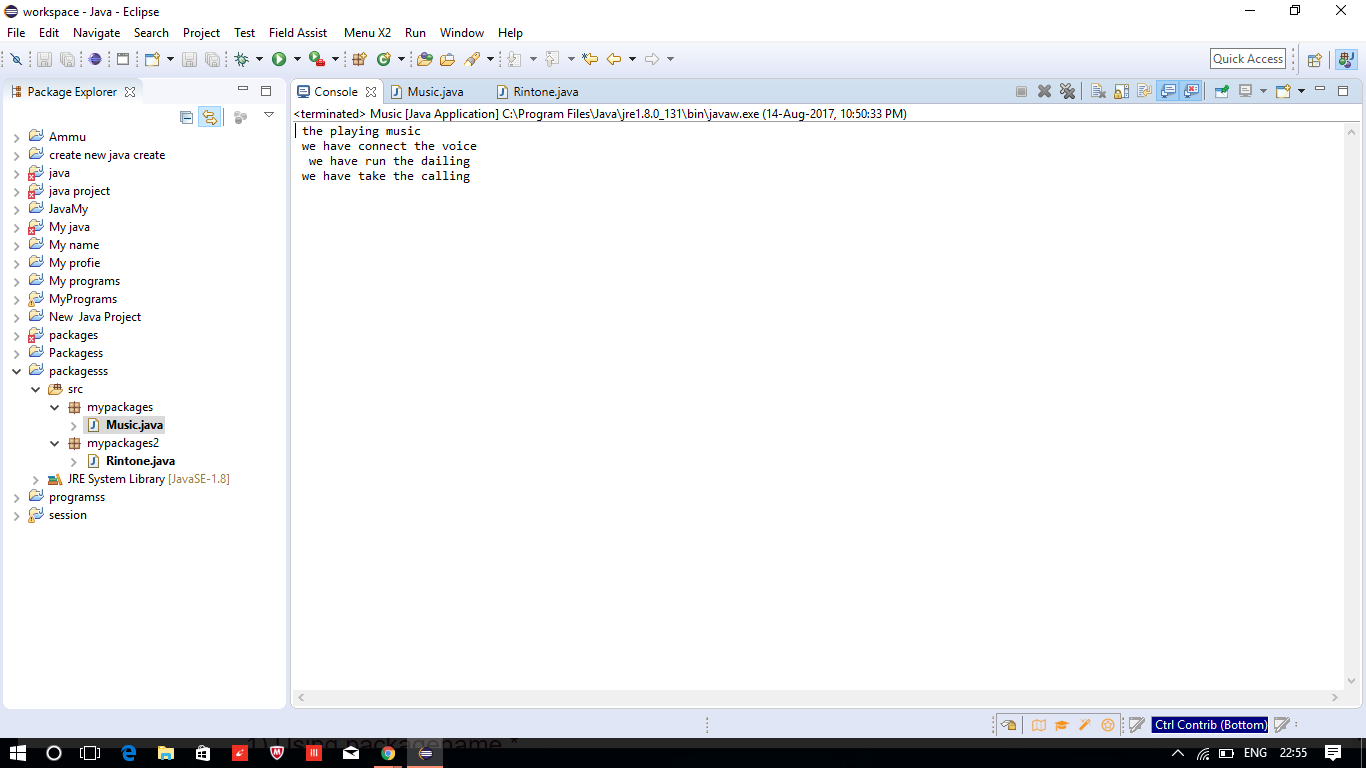 workspace - Java - Eclipse
File Edit Navigate Search Project Test Field Assist Menu X2 Run Window Help
Quick Access
Package Explorer
Console Music.java Rintone.java
<terminated> Music [Java Application] C:\Program Files\Java\jre1.8.0_131\bin\javaw.exe (14-Aug-2017, 10:50:33 PM)
the playing music
we have connect the voice
we have run the dailing
we have take the calling
Ammu
create new java create
java
java project
JavaMy
My java
My name
My profie
My programs
MyPrograms
New Java Project
packages
Packagess
packagesss
src
mypackages
Music.java
mypackages2
Rintone.java
JRE System Library [JavaSE-1.8]
programss
session
Ctrl Contrib (Bottom)
1) Using packagename.*
ENG 22:55